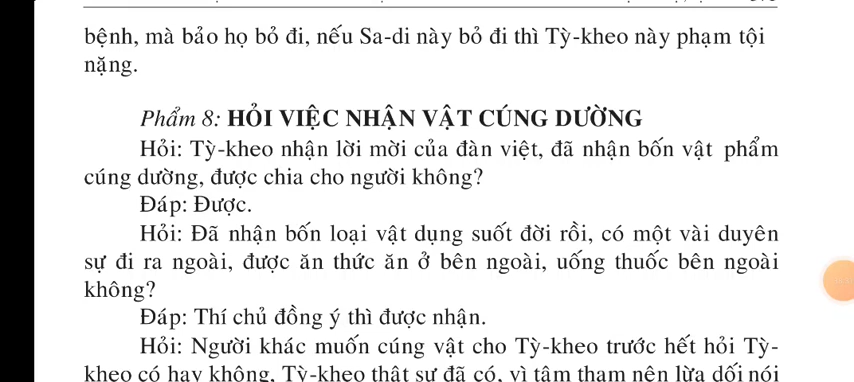 bệnh, mà bảo họ bỏ đi, nếu Sa-di này bỏ đi thì Tỳ-kheo này phạm tội
nặng.
Phẩm 8: HỎI VIỆC NHẬN VẬT CÚNG DƯỜNG
Hỏi: Tỳ-kheo nhận lời mời của đàn việt, đã nhận bốn vật phẩm
cúng dường, được chia cho người không?
Đáp: Được.
Hỏi: Đã nhận bốn loại vật dụng suốt đời rồi, có một vài duyên
sự đi ra ngoài, được ăn thức ăn ở bên ngoài, uống thuốc bên ngoài
không?
Đáp: Thí chủ đồng ý thì được nhận.
Hỏi: Người khác muốn cúng vật cho Tỳ-kheo trước hết hỏi Tỳ-
kheo có hay không, Tỳ-kheo thật sự đã có, vì tâm tham nên lừa dối nói